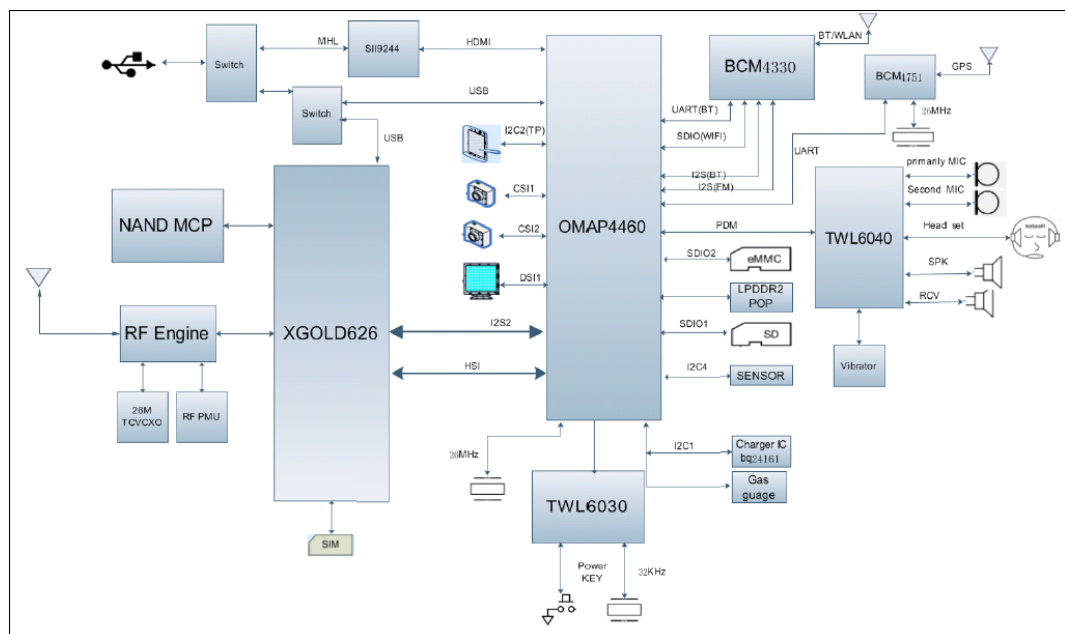 MHL
SII9244
HDMI
Switch
Switch
USB
USB
BCM4330
BT/WLAN
BCM4751
GPS
26MHz
UART(BT)
SDIO(WIFI)
UART
I2S(BT)
I2S(FM)
I2C2(TP)
CSI1
CSI2
DSI1
OMAP4460
PDM
TWL6040
primarily MIC
Second MIC
Head set
SPK
RCV
Vibrator
SDIO2
eMMC
LPDDR2
POP
SDIO1
SD
I2C4
SENSOR
NAND MCP
XGOLD626
I2S2
HSI
RF Engine
26M
TCVCXO
RF PMU
SIM
26MHz
TWL6030
I2C1
Charger IC
bq24161
Gas
guage
Power
KEY
32KHz